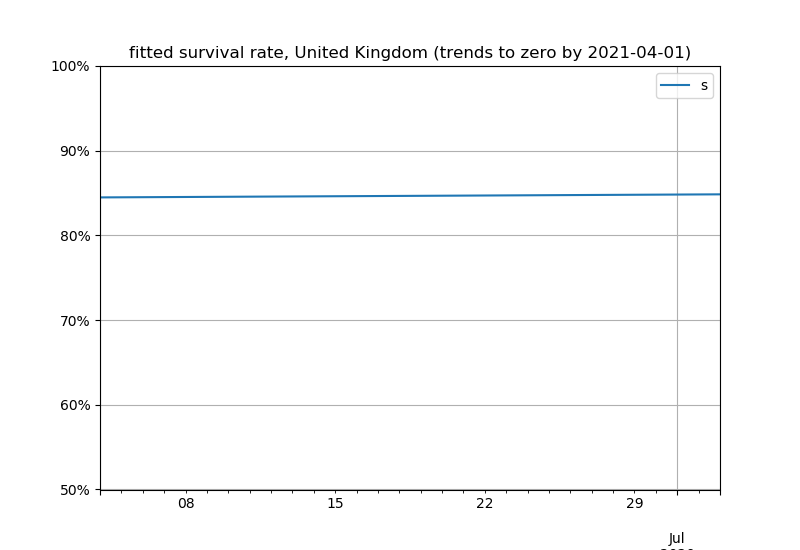 fitted survival rate, United Kingdom (trends to zero by 2021-04-01)
100%
s
90%
80%
70%
60%
50%
08 15 22 29
Jul